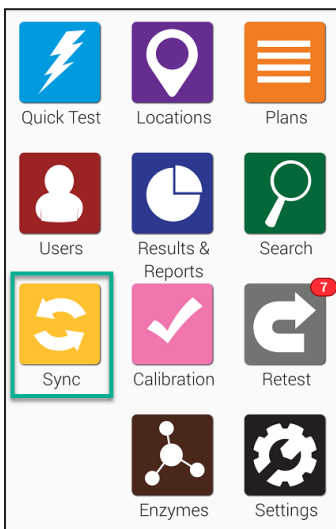 Quick Test
Locations
Plans
Users
Results &
Reports
Search
7
Sync
Calibration
Retest
Enzymes
Settings